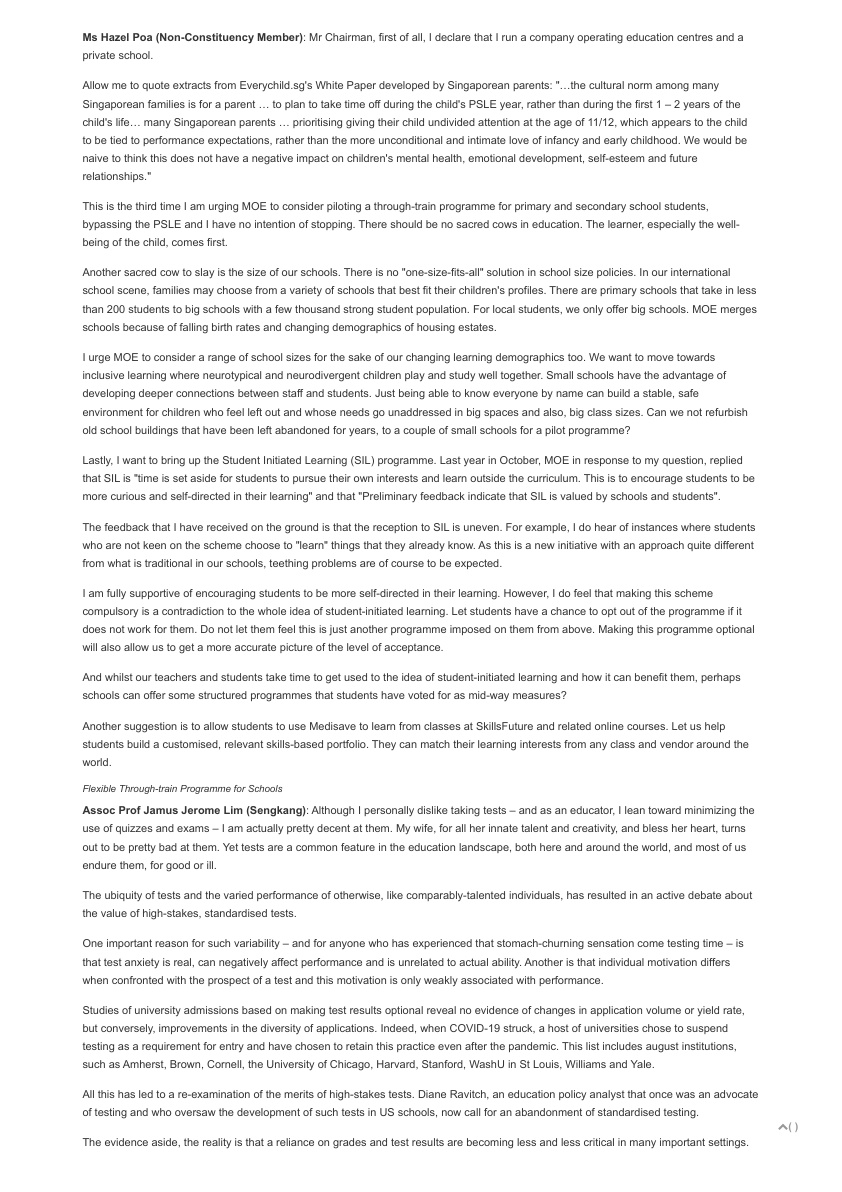 Ms Hazel Poa (Non-Constituency Member): Mr Chairman, first of all, I declare that I run a company operating education centres and a
private school.
Allow me to quote extracts from Everychild.sg's White Paper developed by Singaporean parents: "…the cultural norm among many
Singaporean families is for a parent … to plan to take time off during the child's PSLE year, rather than during the first 1 – 2 years of the
child's life… many Singaporean parents … prioritising giving their child undivided attention at the age of 11/12, which appears to the child
to be tied to performance expectations, rather than the more unconditional and intimate love of infancy and early childhood. We would be
naive to think this does not have a negative impact on children's mental health, emotional development, self-esteem and future
relationships."
This is the third time I am urging MOE to consider piloting a through-train programme for primary and secondary school students,
bypassing the PSLE and I have no intention of stopping. There should be no sacred cows in education. The learner, especially the well-
being of the child, comes first.
Another sacred cow to slay is the size of our schools. There is no "one-size-fits-all" solution in school size policies. In our international
school scene, families may choose from a variety of schools that best fit their children's profiles. There are primary schools that take in less
than 200 students to big schools with a few thousand strong student population. For local students, we only offer big schools. MOE merges
schools because of falling birth rates and changing demographics of housing estates.
I urge MOE to consider a range of school sizes for the sake of our changing learning demographics too. We want to move towards
inclusive learning where neurotypical and neurodivergent children play and study well together. Small schools have the advantage of
developing deeper connections between staff and students. Just being able to know everyone by name can build a stable, safe
environment for children who feel left out and whose needs go unaddressed in big spaces and also, big class sizes. Can we not refurbish
old school buildings that have been left abandoned for years, to a couple of small schools for a pilot programme?
Lastly, I want to bring up the Student Initiated Learning (SIL) programme. Last year in October, MOE in response to my question, replied
that SIL is "time is set aside for students to pursue their own interests and learn outside the curriculum. This is to encourage students to be
more curious and self-directed in their learning" and that "Preliminary feedback indicate that SIL is valued by schools and students".
The feedback that I have received on the ground is that the reception to SIL is uneven. For example, I do hear of instances where students
who are not keen on the scheme choose to "learn" things that they already know. As this is a new initiative with an approach quite different
from what is traditional in our schools, teething problems are of course to be expected.
I am fully supportive of encouraging students to be more self-directed in their learning. However, I do feel that making this scheme
compulsory is a contradiction to the whole idea of student-initiated learning. Let students have a chance to opt out of the programme if it
does not work for them. Do not let them feel this is just another programme imposed on them from above. Making this programme optional
will also allow us to get a more accurate picture of the level of acceptance.
And whilst our teachers and students take time to get used to the idea of student-initiated learning and how it can benefit them, perhaps
schools can offer some structured programmes that students have voted for as mid-way measures?
Another suggestion is to allow students to use Medisave to learn from classes at SkillsFuture and related online courses. Let us help
students build a customised, relevant skills-based portfolio. They can match their learning interests from any class and vendor around the
world.
Flexible Through-train Programme for Schools
Assoc Prof Jamus Jerome Lim (Sengkang): Although I personally dislike taking tests – and as an educator, I lean toward minimizing the
use of quizzes and exams – I am actually pretty decent at them. My wife, for all her innate talent and creativity, and bless her heart, turns
out to be pretty bad at them. Yet tests are a common feature in the education landscape, both here and around the world, and most of us
endure them, for good or ill.
The ubiquity of tests and the varied performance of otherwise, like comparably-talented individuals, has resulted in an active debate about
the value of high-stakes, standardised tests.
One important reason for such variability – and for anyone who has experienced that stomach-churning sensation come testing time – is
that test anxiety is real, can negatively affect performance and is unrelated to actual ability. Another is that individual motivation differs
when confronted with the prospect of a test and this motivation is only weakly associated with performance.
Studies of university admissions based on making test results optional reveal no evidence of changes in application volume or yield rate,
but conversely, improvements in the diversity of applications. Indeed, when COVID-19 struck, a host of universities chose to suspend
testing as a requirement for entry and have chosen to retain this practice even after the pandemic. This list includes august institutions,
such as Amherst, Brown, Cornell, the University of Chicago, Harvard, Stanford, WashU in St Louis, Williams and Yale.
All this has led to a re-examination of the merits of high-stakes tests. Diane Ravitch, an education policy analyst that once was an advocate
of testing and who oversaw the development of such tests in US schools, now call for an abandonment of standardised testing.
The evidence aside, the reality is that a reliance on grades and test results are becoming less and less critical in many important settings.
( )